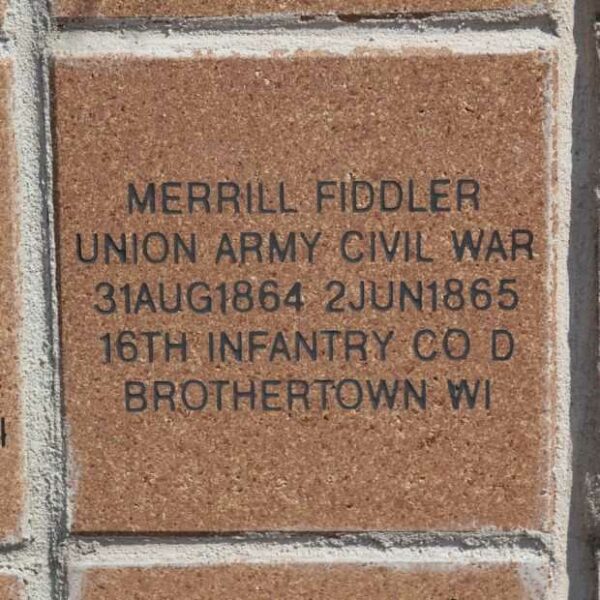 MERRILL FIDDLER
UNION ARMY CIVIL WAR
31AUG1864 2JUN1865
16TH INFANTRY CO D
BROTHERTOWN WI